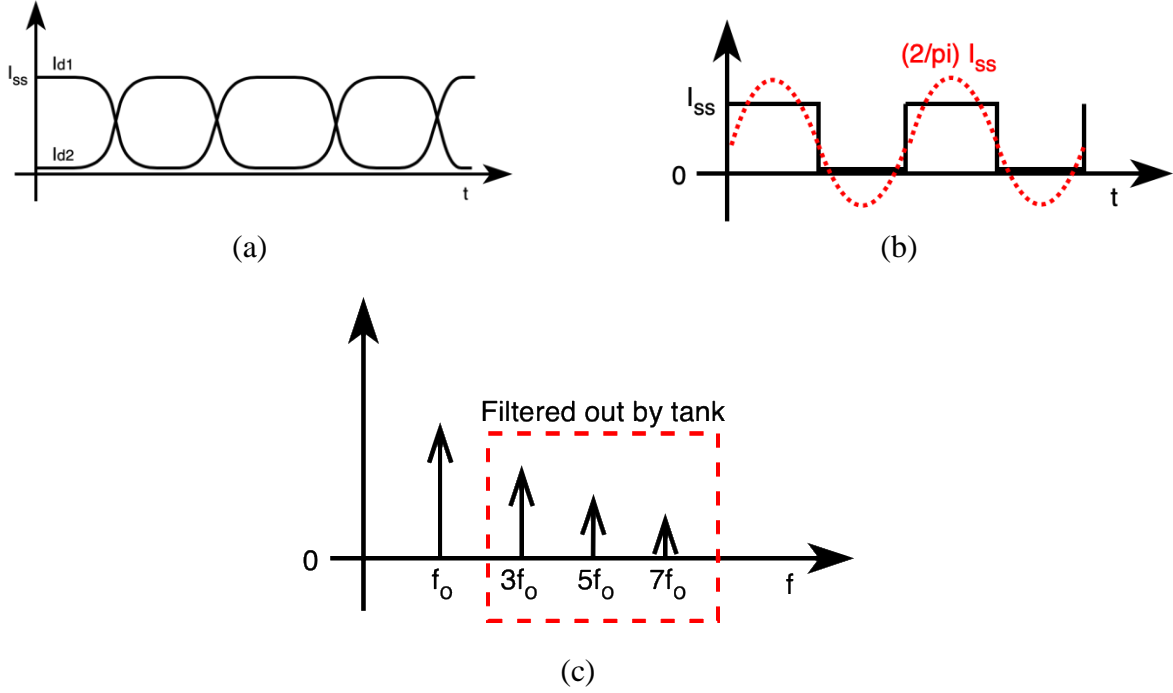 Id1
Iss
Id2
t
(a)
(2/pi) Iss
Iss
0
t
(b)
Filtered out by tank
0
fo
3fo
5fo
7fo
f
(c)